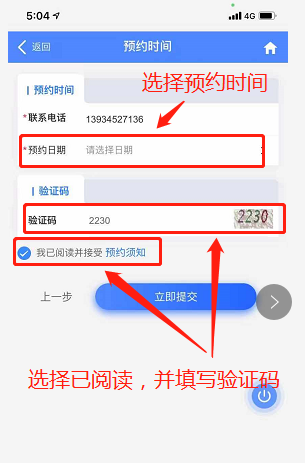 5:04
4G
返回 预约时间
预约时间
选择预约时间
*联系电话 13934527136
*预约日期 请选择日期
验证码
验证码 2230 2230
我已阅读并接受 预约须知
上一步 立即提交
选择已阅读，并填写验证码